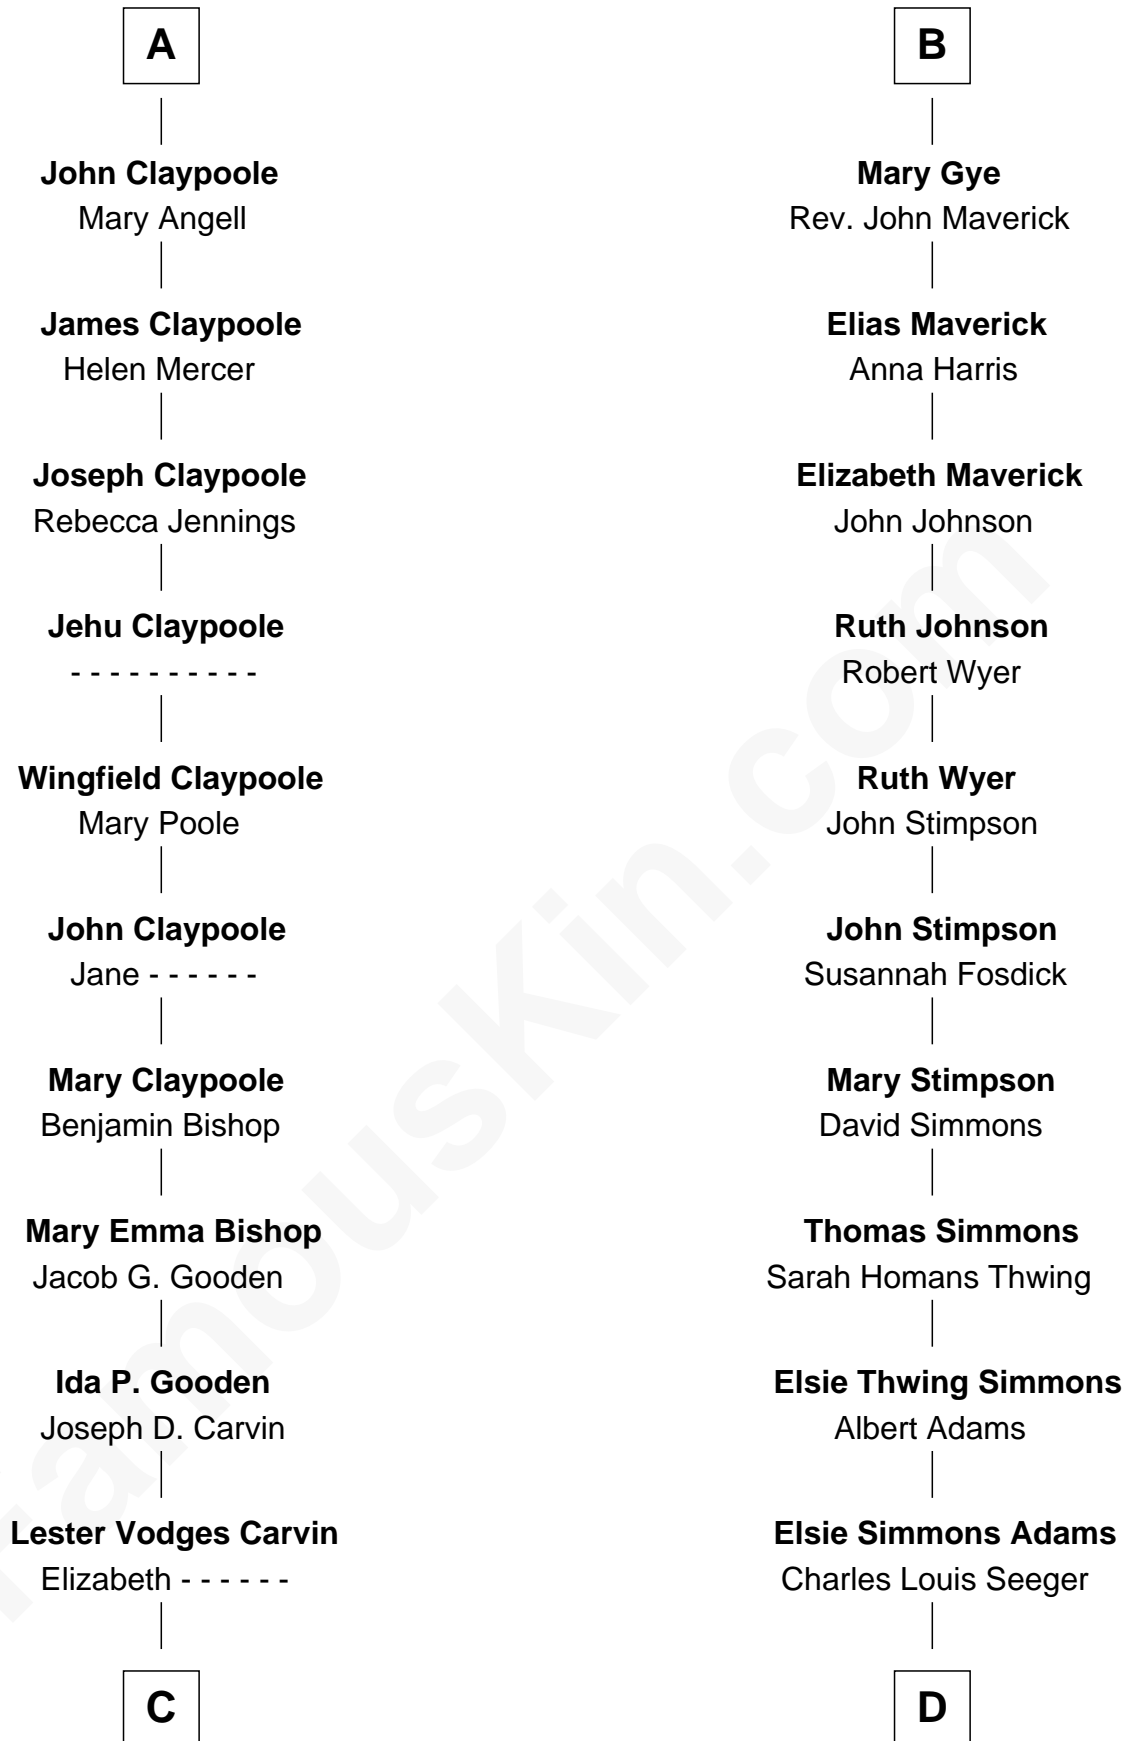 A
John Claypoole
Mary Angell
James Claypoole
Helen Mercer
Joseph Claypoole
Rebecca Jennings
Jehu Claypoole
- - - - - - - - - -
Wingfield Claypoole
Mary Poole
John Claypoole
Jane - - - - - -
Mary Claypoole
Benjamin Bishop
Mary Emma Bishop
Jacob G. Gooden
Ida P. Gooden
Joseph D. Carvin
Lester Vodges Carvin
Elizabeth - - - - - -
C
B
Mary Gye
Rev. John Maverick
Elias Maverick
Anna Harris
Elizabeth Maverick
John Johnson
Ruth Johnson
Robert Wyer
Ruth Wyer
John Stimpson
John Stimpson
Susannah Fosdick
Mary Stimpson
David Simmons
Thomas Simmons
Sarah Homans Thwing
Elsie Thwing Simmons
Albert Adams
Elsie Simmons Adams
Charles Louis Seeger
D
FamousKin.com